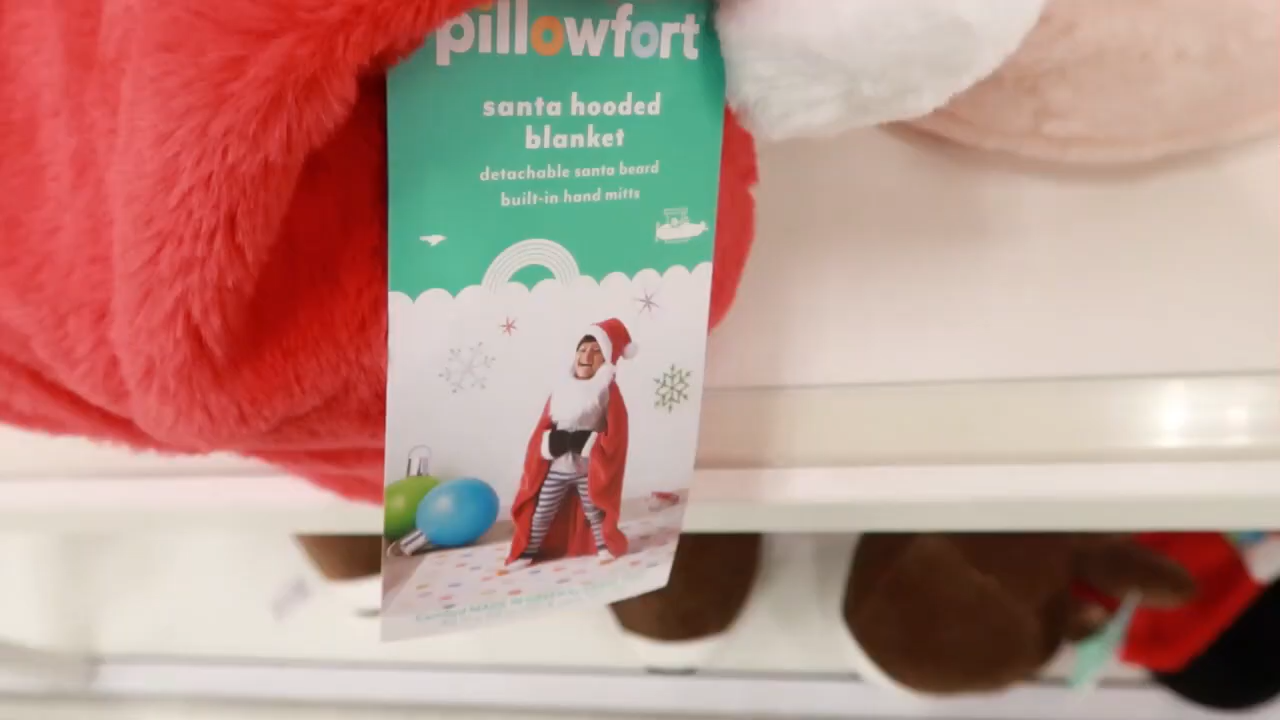 pillowfort
santa hooded
blanket
detachable santa beard
built-in hand mitts